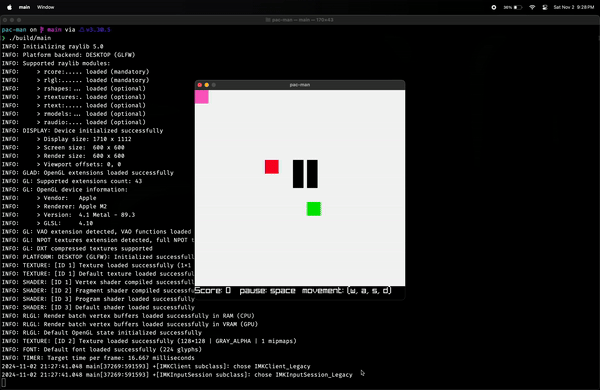 main Window
36% Sat Nov 2 9:28 PM
pac-man — main — 175×43
pac-man on main via v3.30.5
❯ ./build/main
INFO: Initializing raylib 5.0
INFO: Platform backend: DESKTOP (GLFW)
INFO: Supported raylib modules:
INFO:     > rcore:..... loaded (mandatory)
INFO:     > rlgl:...... loaded (mandatory)
INFO:     > rshapes:... loaded (optional)
INFO:     > rtextures:. loaded (optional)
INFO:     > rtext:..... loaded (optional)
INFO:     > rmodels:... loaded (optional)
INFO:     > raudio:.... loaded (optional)
INFO: DISPLAY: Device initialized successfully
INFO:     > Display size: 1710 x 1112
INFO:     > Screen size:  600 x 600
INFO:     > Render size:  600 x 600
INFO:     > Viewport offsets: 0, 0
INFO: GLAD: OpenGL extensions loaded successfully
INFO: GL: Supported extensions count: 43
INFO: GL: OpenGL device information:
INFO:     > Vendor:   Apple
INFO:     > Renderer: Apple M2
INFO:     > Version:  4.1 Metal - 89.3
INFO:     > GLSL:     4.10
INFO: GL: VAO extension detected, VAO functions loaded
INFO: GL: NPOT textures extension detected, full NPOT
INFO: GL: DXT compressed textures supported
INFO: PLATFORM: DESKTOP (GLFW): Initialized successfull
INFO: TEXTURE: [ID 1] Texture loaded successfully (1×1
INFO: TEXTURE: [ID 1] Default texture loaded successful
INFO: SHADER: [ID 1] Vertex shader compiled successfull
INFO: SHADER: [ID 2] Fragment shader compiled successfu
INFO: SHADER: [ID 3] Program shader loaded successfully
INFO: SHADER: [ID 3] Default shader loaded successfully
INFO: RLGL: Render batch vertex buffers loaded successfully in RAM (CPU)
INFO: RLGL: Render batch vertex buffers loaded successfully in VRAM (GPU)
INFO: RLGL: Default OpenGL state initialized successfully
INFO: TEXTURE: [ID 2] Texture loaded successfully (128×128 | GRAY_ALPHA | 1 mipmaps)
INFO: FONT: Default font loaded successfully (224 glyphs)
INFO: TIMER: Target time per frame: 16.667 milliseconds
2024-11-02 21:27:41.048 main[37269:591593] +[IMKClient subclass]: chose IMKClient_Legacy
2024-11-02 21:27:41.048 main[37269:591593] +[IMKInputSession subclass]: chose IMKInputSession_Legacy
pac-man
Score: 0 pause: space movement: (w, a, s, d)